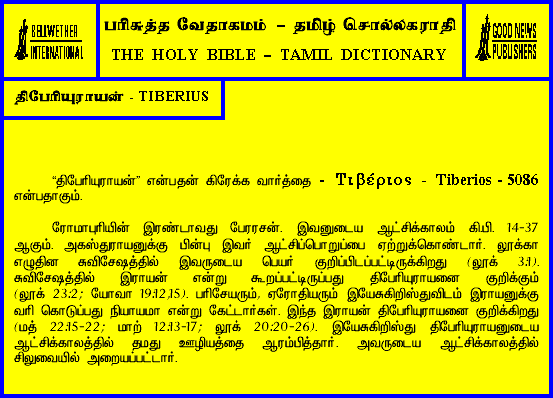 BELLWETHER
INTERNATIONAL
பரிசுத்த வேதாகமம் – தமிழ் சொல்லகராதி
THE HOLY BIBLE – TAMIL DICTIONARY
GOOD NEWS
PUBLISHERS
திபேரியுராயன் - TIBERIUS
“திபேரியுராயன்” என்பதன் கிரேக்க வார்த்தை - Τιβέριος - Tiberios - 5086
என்பதாகும்.
ரோமாபுரியின் இரண்டாவது பேரரசன். இவனுடைய ஆட்சிக்காலம் கி.பி. 14-37
ஆகும். அகஸ்துராயனுக்கு பின்பு இவர் ஆட்சிப்பொறுப்பை ஏற்றுக்கொண்டார். லூக்கா
எழுதின சுவிசேஷத்தில் இவருடைய பெயர் குறிப்பிடப்பட்டிருக்கிறது (லூக் 3:1).
சுவிசேஷத்தில் இராயன் என்று கூறப்பட்டிருப்பது திபேரியுராயனை குறிக்கும்
(லூக் 23:2; யோவா 19:12,15). பரிசேயரும், ஏரோதியரும் இயேசுகிறிஸ்துவிடம் இராயனுக்கு
வரி கொடுப்பது நியாயமா என்று கேட்டார்கள். இந்த இராயன் திபேரியுராயனை குறிக்கிறது
(மத் 22:15-22; மாற் 12:13-17; லூக் 20:20-26). இயேசுகிறிஸ்து திபேரியுராயனுடைய
ஆட்சிக்காலத்தில் தமது ஊழியத்தை ஆரம்பித்தார். அவருடைய ஆட்சிக்காலத்தில்
சிலுவையில் அறையப்பட்டார்.